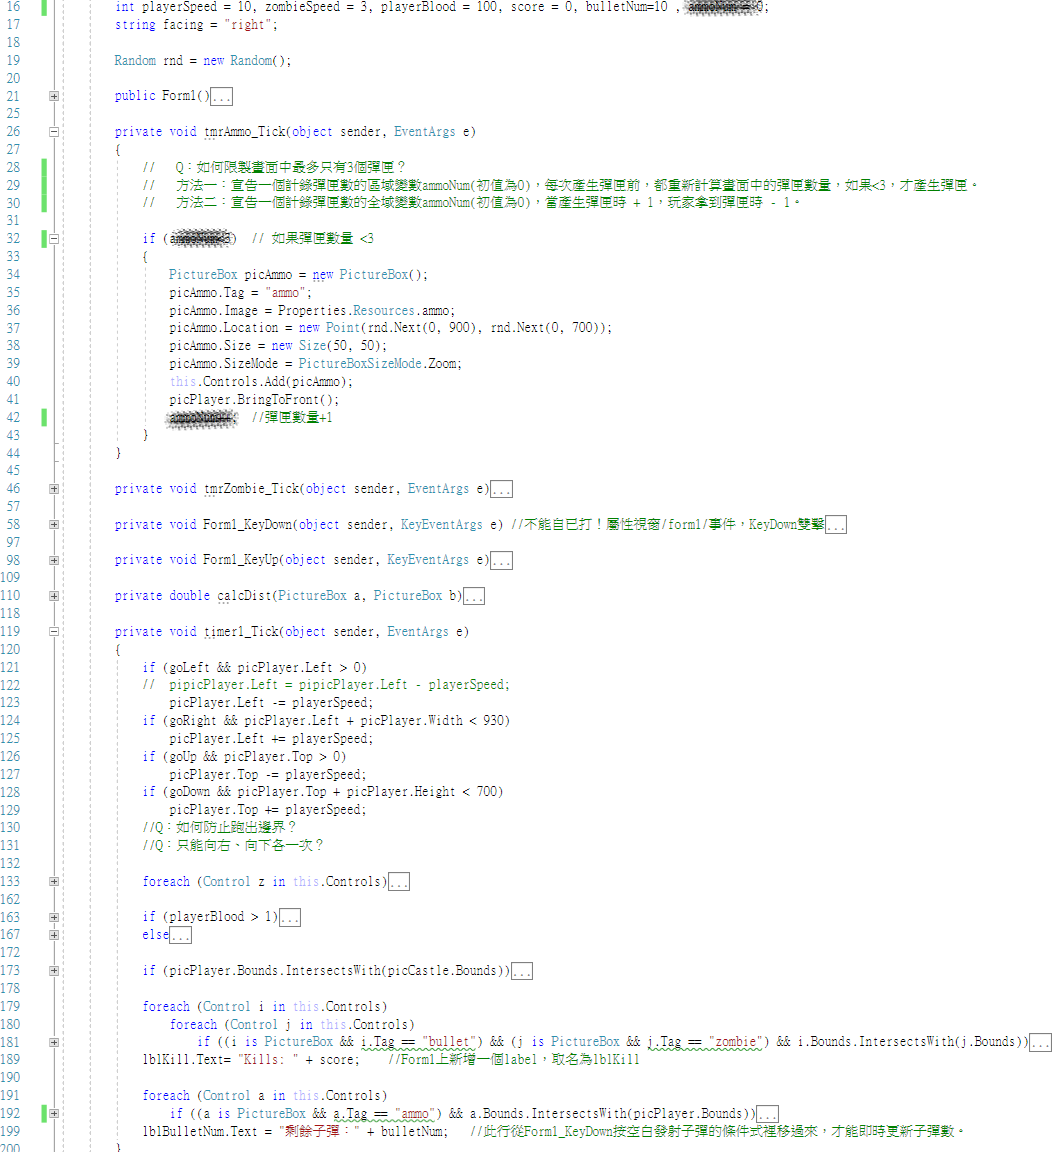 16 int playerSpeed = 10, zombieSpeed = 3, playerBlood = 100, score = 0, bulletNum=10 ,
17 string facing = "right";
18
19 Random rnd = new Random();
20
21 public Form1()...
25
26 private void tmrAmmo_Tick(object sender, EventArgs e)
27 {
28 // Q：如何限製畫面中最多只有3個彈匣？
29 // 方法一：宣告一個計錄彈匣數的區域變數ammoNum(初值為0)，每次產生彈匣前，都重新計算畫面中的彈匣數量，如果<3，才產生彈匣。
30 // 方法二：宣告一個計錄彈匣數的全域變數ammoNum(初值為0)，當產生彈匣時 + 1，玩家拿到彈匣時 - 1。
31
32 if ( ) // 如果彈匣數量 <3
33 {
34 PictureBox picAmmo = new PictureBox();
35 picAmmo.Tag = "ammo";
36 picAmmo.Image = Properties.Resources.ammo;
37 picAmmo.Location = new Point(rnd.Next(0, 900), rnd.Next(0, 700));
38 picAmmo.Size = new Size(50, 50);
39 picAmmo.SizeMode = PictureBoxSizeMode.Zoom;
40 this.Controls.Add(picAmmo);
41 picPlayer.BringToFront();
42 //彈匣數量+1
43 }
44 }
45
46 private void tmrZombie_Tick(object sender, EventArgs e)...
57
58 private void Form1_KeyDown(object sender, KeyEventArgs e) //不能自已打！屬性視窗/form1/事件，KeyDown雙擊...
97
98 private void Form1_KeyUp(object sender, KeyEventArgs e)...
109
110 private double calcDist(PictureBox a, PictureBox b)...
118
119 private void timer1_Tick(object sender, EventArgs e)
120 {
121 if (goLeft && picPlayer.Left > 0)
122 // pipicPlayer.Left = pipicPlayer.Left - playerSpeed;
123 picPlayer.Left -= playerSpeed;
124 if (goRight && picPlayer.Left + picPlayer.Width < 930)
125 picPlayer.Left += playerSpeed;
126 if (goUp && picPlayer.Top > 0)
127 picPlayer.Top -= playerSpeed;
128 if (goDown && picPlayer.Top + picPlayer.Height < 700)
129 picPlayer.Top += playerSpeed;
130 //Q：如何防止跑出邊界？
131 //Q：只能向右、向下各一次？
132
133 foreach (Control z in this.Controls)...
162
163 if (playerBlood > 1)...
167 else...
172
173 if (picPlayer.Bounds.IntersectsWith(picCastle.Bounds))...
178
179 foreach (Control i in this.Controls)
180 foreach (Control j in this.Controls)
181 if ((i is PictureBox && i.Tag == "bullet") && (j is PictureBox && j.Tag == "zombie") && i.Bounds.IntersectsWith(j.Bounds))...
189 lblKill.Text= "Kills: " + score; //Form1上新增一個label，取名為lblKill
190
191 foreach (Control a in this.Controls)
192 if ((a is PictureBox && a.Tag == "ammo") && a.Bounds.IntersectsWith(picPlayer.Bounds))...
199 lblBulletNum.Text = "剩餘子彈：" + bulletNum; //此行從Form1_KeyDown按空白發射子彈的條件式裡移過來，才能即時更新子彈數。
200 }